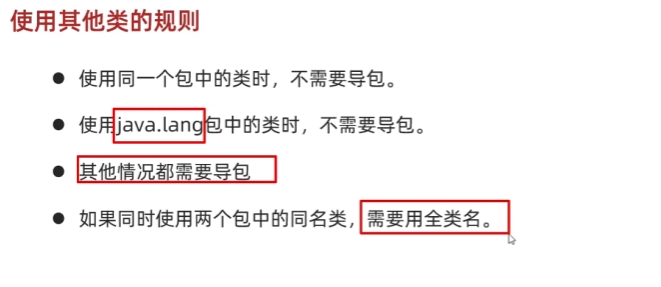 使用其他类的规则
● 使用同一个包中的类时，不需要导包。
● 使用java.lang包中的类时，不需要导包。
● 其他情况都需要导包
● 如果同时使用两个包中的同名类，需要用全类名。